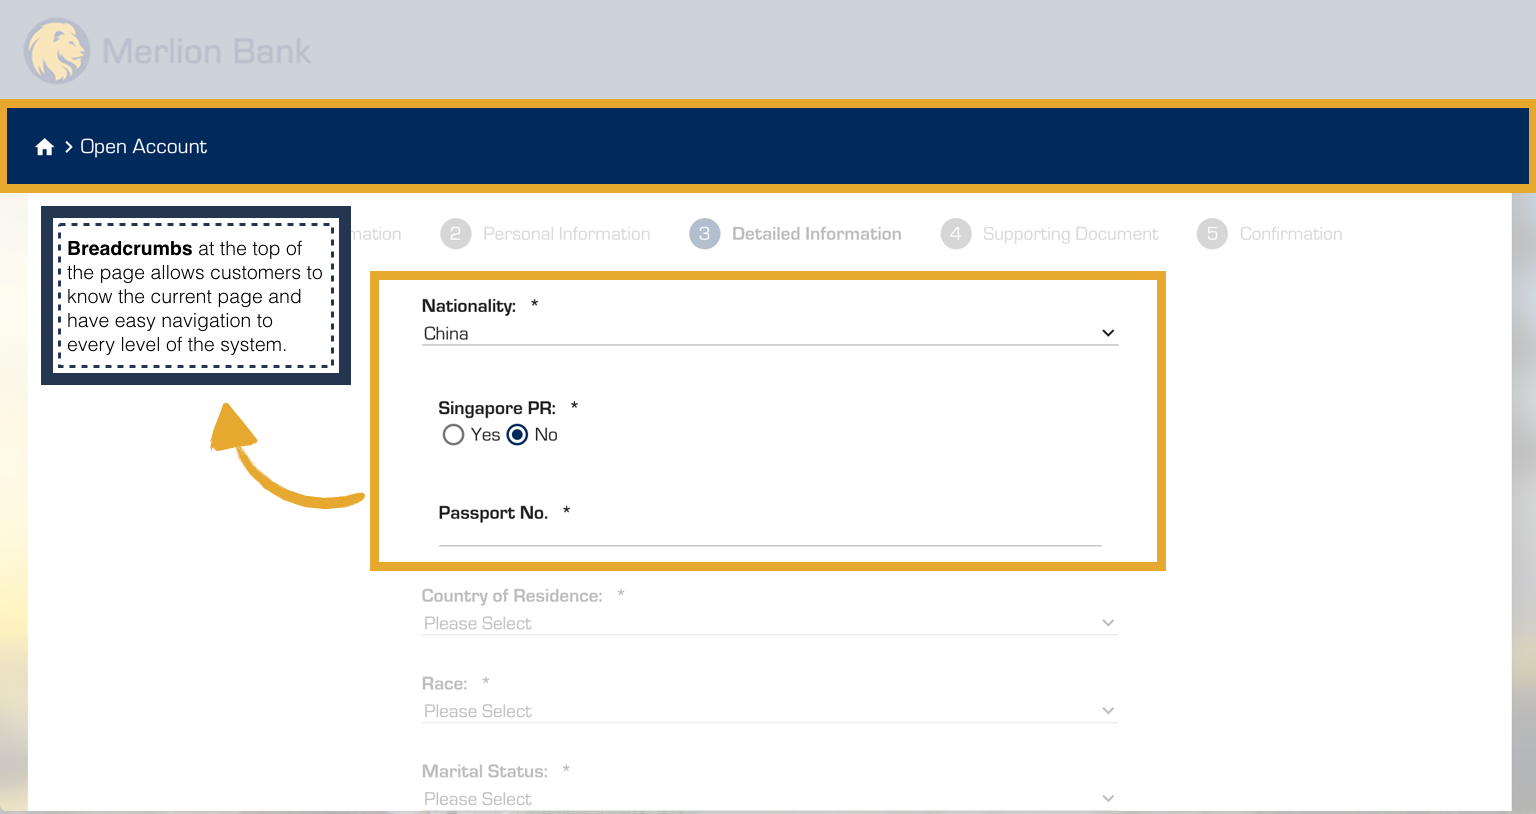 Merlion Bank
Open Account
2 Personal Information
3 Detailed Information
4 Supporting Document
5 Confirmation
Breadcrumbs at the top of
the page allows customers to
know the current page and
have easy navigation to
every level of the system.
Nationality: *
China
Singapore PR: *
Yes No
Passport No. *
Country of Residence: *
Please Select
Race: *
Please Select
Marital Status: *
Please Select